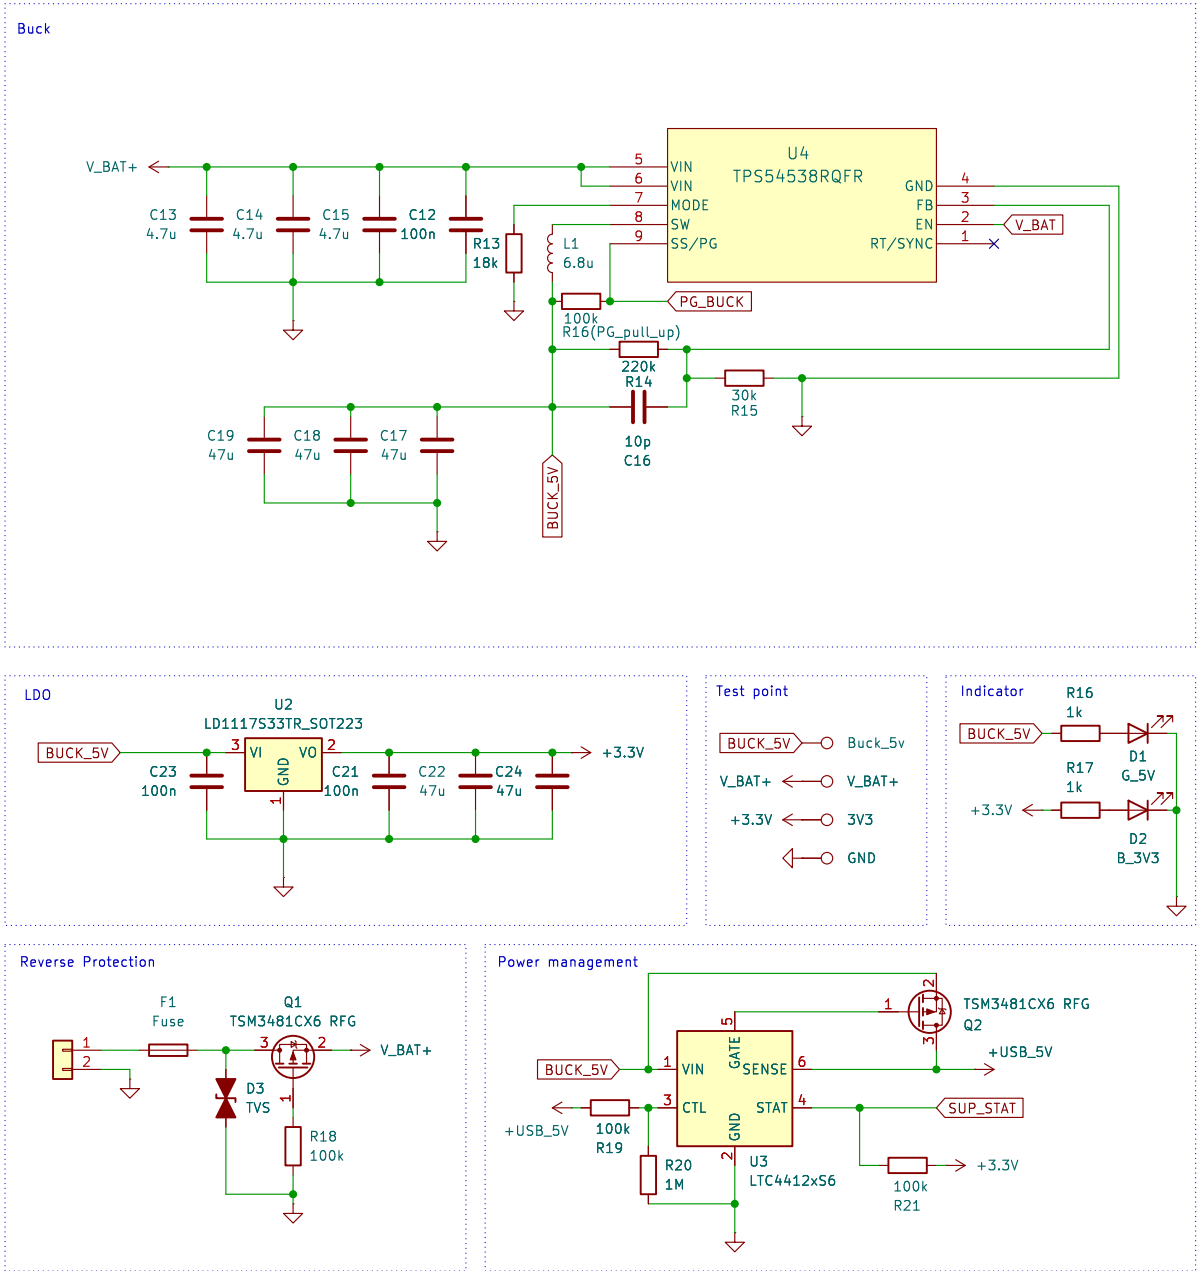 Buck
U4
TPS54538RQFR
V_BAT+
5 VIN
6 VIN
7 MODE
8 SW
9 SS/PG
GND 4
FB 3
EN 2
RT/SYNC 1
V_BAT
C13
4.7u
C14
4.7u
C15
4.7u
C12
100n
R13
18k
L1
6.8u
PG_BUCK
100k
R16(PG_pull_up)
220k
R14
30k
R15
10p
C16
C19
47u
C18
47u
C17
47u
BUCK_5V
LDO
U2
LD1117S33TR_SOT223
BUCK_5V
3 VI
VO 2
GND
1
+3.3V
C23
100n
C21
100n
C22
47u
C24
47u
Test point
BUCK_5V
Buck_5v
V_BAT+
V_BAT+
+3.3V
3V3
GND
Indicator
R16
1k
BUCK_5V
D1
G_5V
R17
1k
+3.3V
D2
B_3V3
Reverse Protection
F1
Fuse
Q1
TSM3481CX6 RFG
1
2
3
2
1
V_BAT+
D3
TVS
R18
100k
Power management
2
1
3
TSM3481CX6 RFG
Q2
+USB_5V
5
GATE
BUCK_5V
1 VIN
SENSE 6
3 CTL
STAT 4
GND
2
SUP_STAT
+USB_5V
100k
R19
R20
1M
U3
LTC4412xS6
+3.3V
100k
R21